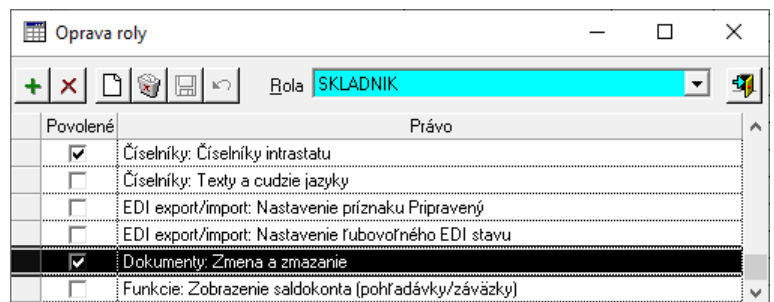 Oprava roly
Rola SKLADNIK
Povolené Právo
Číselníky: Číselníky intrastatu
Číselníky: Texty a cudzie jazyky
EDI export/import: Nastavenie príznaku Pripravený
EDI export/import: Nastavenie ľubovoľného EDI stavu
Dokumenty: Zmena a zmazanie
Funkcie: Zobrazenie saldokonta (pohľadávky/záväzky)